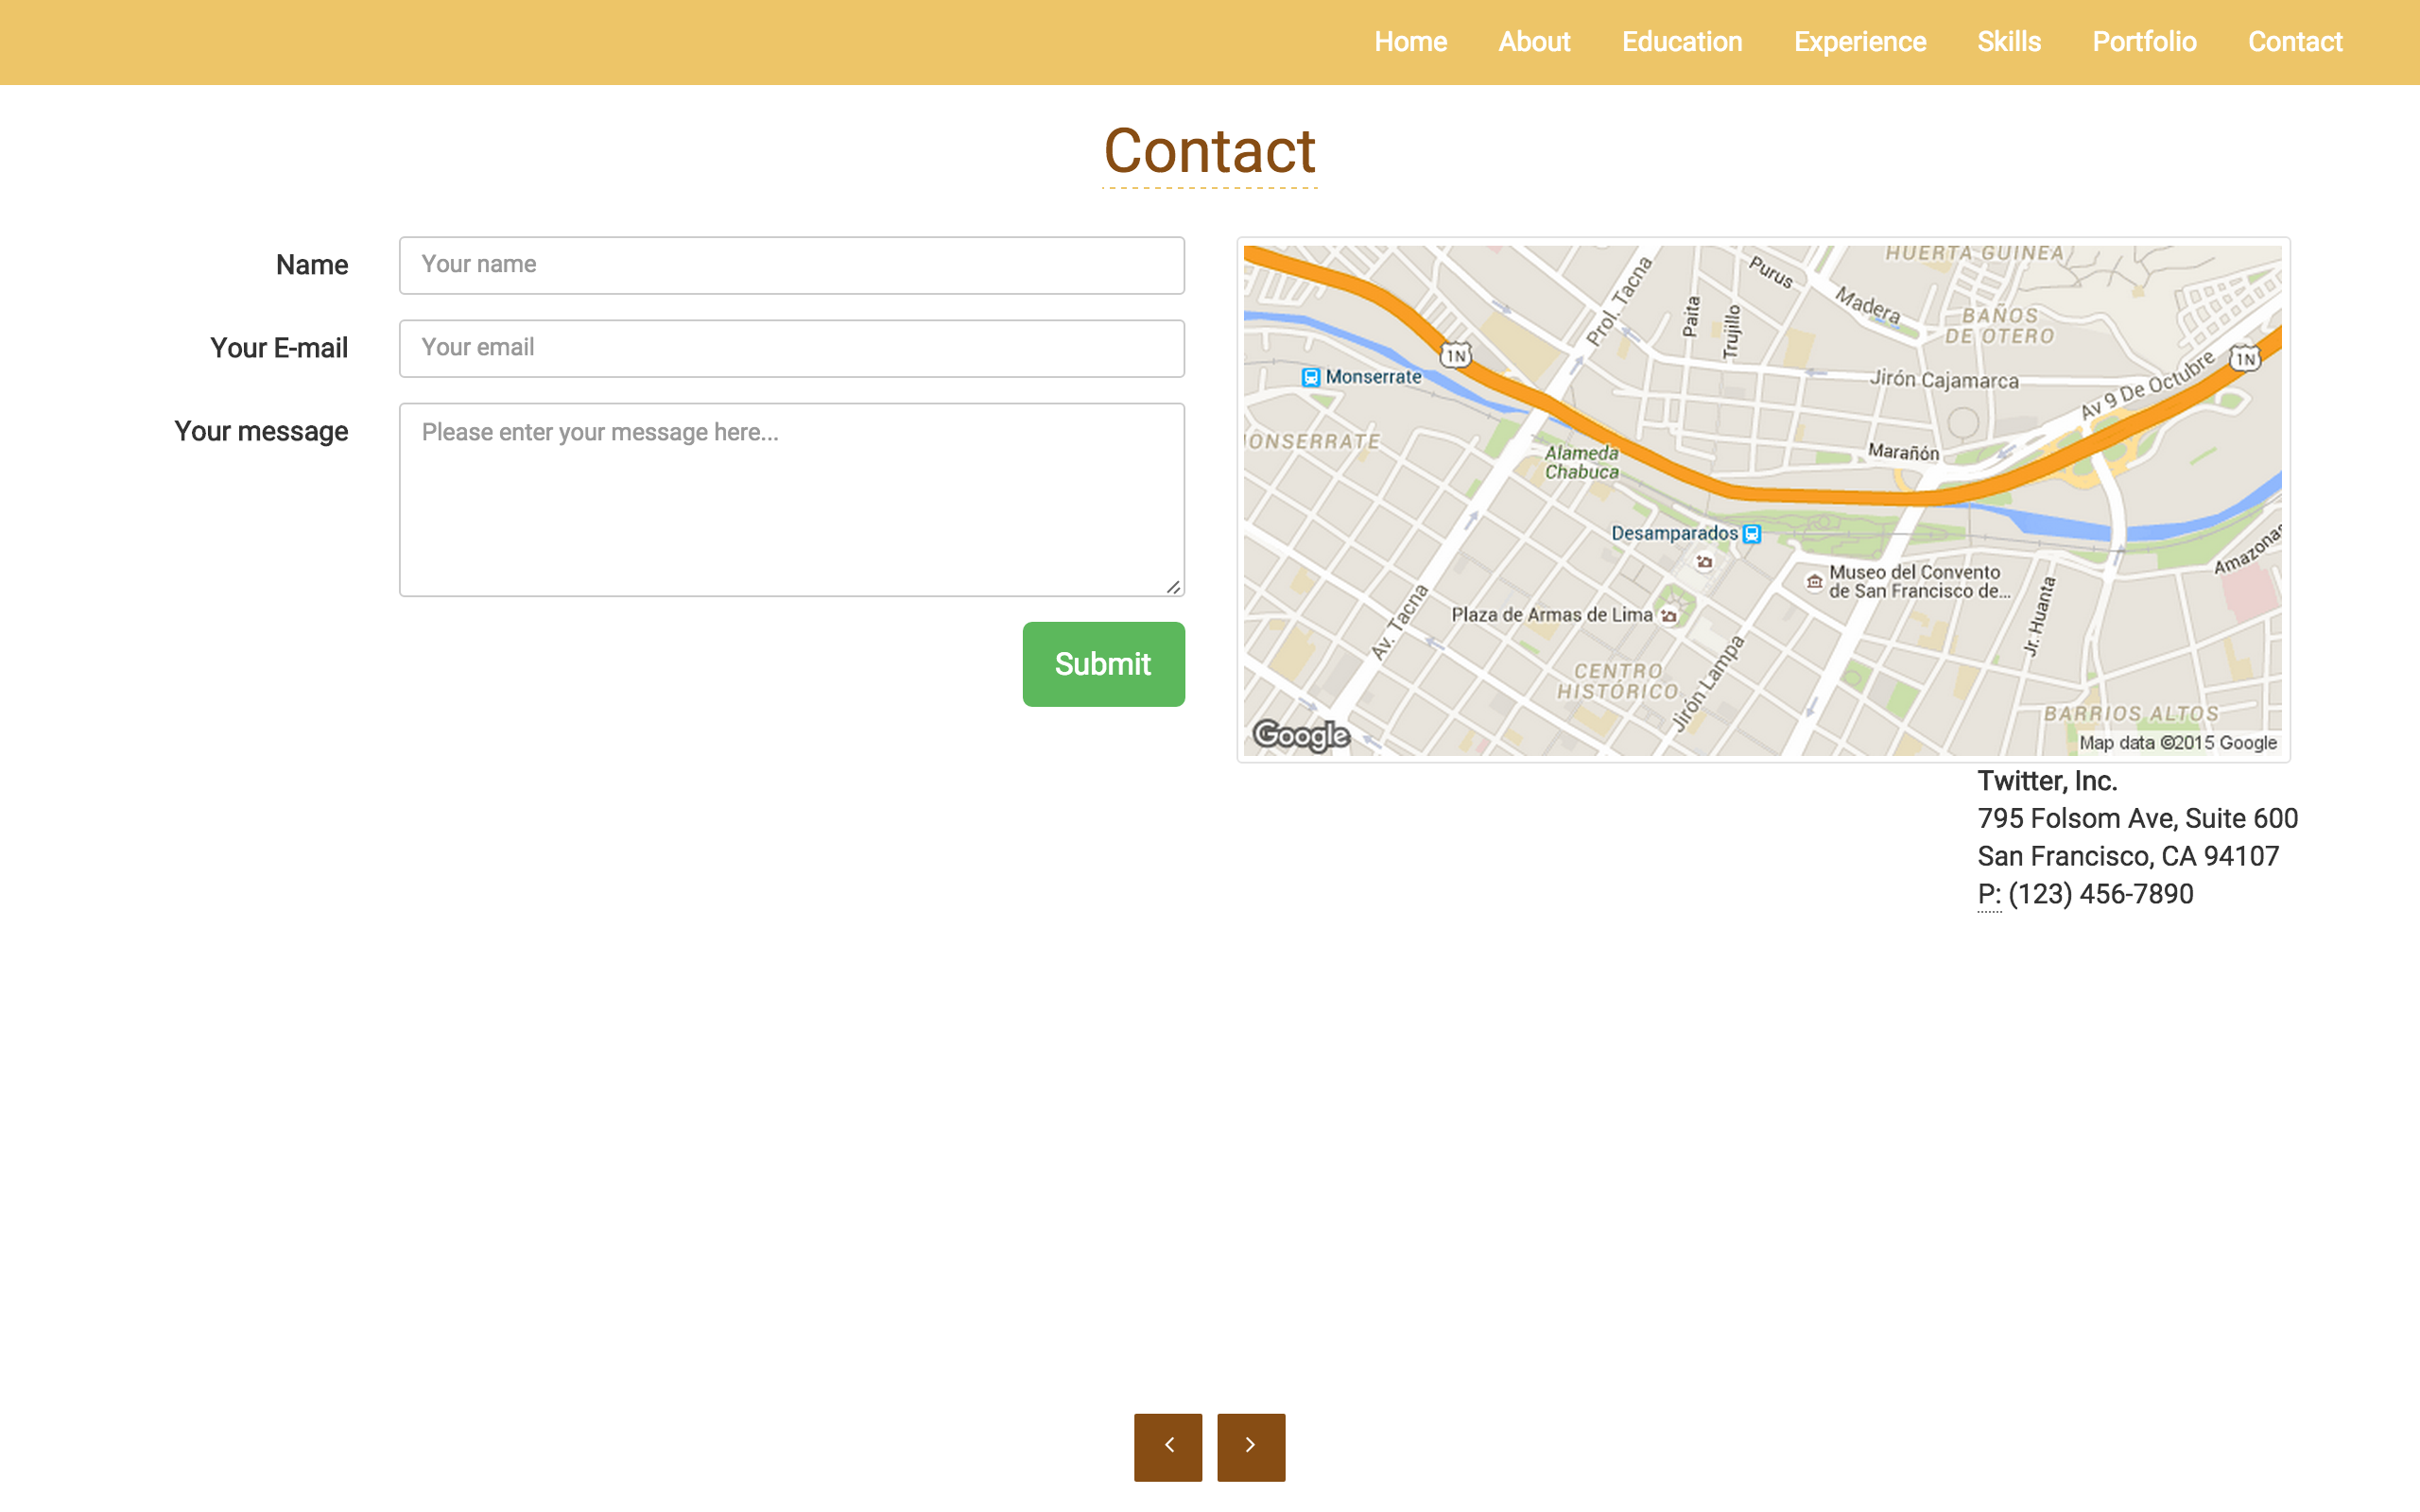 Home About Education Experience Skills Portfolio Contact
Contact
Name
Your name
Your E-mail
Your email
Your message
Please enter your message here...
Submit
HUERTA GUINEA
Purus
Prol. Tacna
Madera
Paita
Trujillo
BAÑOS
DE OTERO
1N
1N
Monserrate
Jirón Cajamarca
Av 9 De Octubre
ONSERRATE
Marañón
Alameda
Chabuca
Desamparados
Amazonas
Museo del Convento
de San Francisco de...
Plaza de Armas de Lima
Av. Tacna
Jr. Huanta
CENTRO
HISTÓRICO
Jirón Lampa
BARRIOS ALTOS
Google
Map data ©2015 Google
Twitter, Inc.
795 Folsom Ave, Suite 600
San Francisco, CA 94107
P: (123) 456-7890